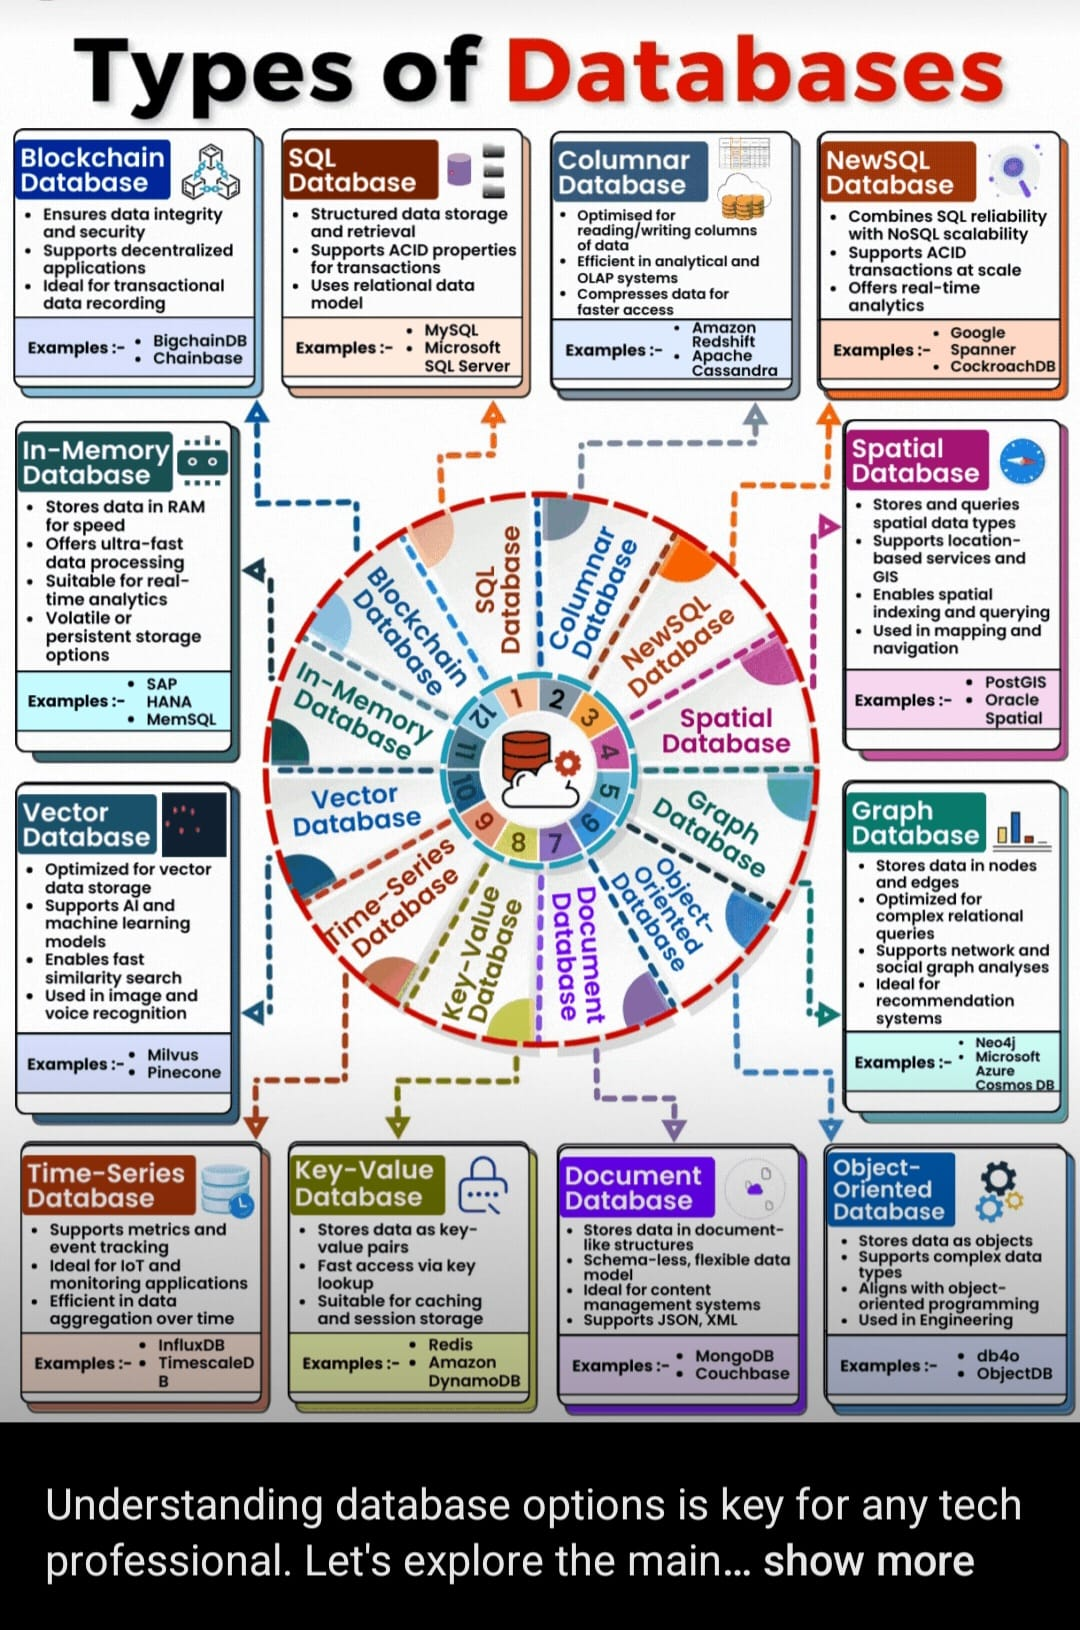 Types of Databases
Blockchain
Database
• Ensures data integrity
and security
• Supports decentralized
applications
• Ideal for transactional
data recording
Examples :-
• BigchainDB
• Chainbase
SQL
Database
• Structured data storage
and retrieval
• Supports ACID properties
for transactions
• Uses relational data
model
Examples :-
• MySQL
• Microsoft
SQL Server
Columnar
Database
• Optimised for
reading/writing columns
of data
• Efficient in analytical and
OLAP systems
• Compresses data for
faster access
Examples :-
• Amazon
Redshift
• Apache
Cassandra
NewSQL
Database
• Combines SQL reliability
with NoSQL scalability
• Supports ACID
transactions at scale
• Offers real-time
analytics
Examples :-
• Google
Spanner
• CockroachDB
In-Memory
Database
• Stores data in RAM
for speed
• Offers ultra-fast
data processing
• Suitable for real-
time analytics
• Volatile or
persistent storage
options
Examples :-
• SAP
HANA
• MemSQL
Spatial
Database
• Stores and queries
spatial data types
• Supports location-
based services and
GIS
• Enables spatial
indexing and querying
• Used in mapping and
navigation
Examples :-
• PostGIS
• Oracle
Spatial
SQL
Database
Columnar
Database
NewSQL
Database
Spatial
Database
Graph
Database
Object-
Oriented
Database
Document
Database
Key-Value
Database
Time-Series
Database
Vector
Database
In-Memory
Database
Blockchain
Database
1
2
3
4
5
6
7
8
9
10
11
12
Vector
Database
• Optimized for vector
data storage
• Supports AI and
machine learning
models
• Enables fast
similarity search
• Used in image and
voice recognition
Examples :-
• Milvus
• Pinecone
Graph
Database
• Stores data in nodes
and edges
• Optimized for
complex relational
queries
• Supports network and
social graph analyses
• Ideal for
recommendation
systems
Examples :-
• Neo4j
• Microsoft
Azure
Cosmos DB
Time-Series
Database
• Supports metrics and
event tracking
• Ideal for IoT and
monitoring applications
• Efficient in data
aggregation over time
Examples :-
• InfluxDB
• TimescaleD
B
Key-Value
Database
• Stores data as key-
value pairs
• Fast access via key
lookup
• Suitable for caching
and session storage
Examples :-
• Redis
• Amazon
DynamoDB
Document
Database
• Stores data in document-
like structures
• Schema-less, flexible data
model
• Ideal for content
management systems
• Supports JSON, XML
Examples :-
• MongoDB
• Couchbase
Object-
Oriented
Database
• Stores data as objects
• Supports complex data
types
• Aligns with object-
oriented programming
• Used in Engineering
Examples :-
• db4o
• ObjectDB
Understanding database options is key for any tech
professional. Let's explore the main... show more